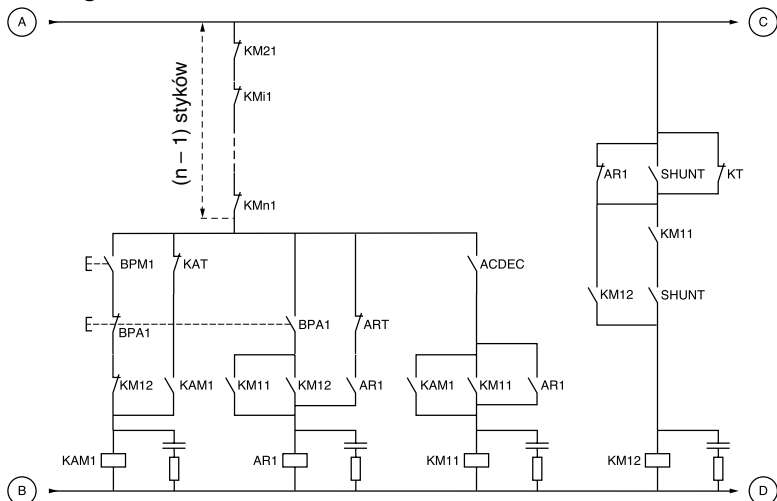 A
C
KM21
KMi1
(n – 1) styków
KMn1
AR1
SHUNT
KT
KM11
BPM1
KAT
ACDEC
KM12
SHUNT
BPA1
BPA1
ART
KM12
KAM1
KM11
KM12
AR1
KAM1
KM11
AR1
KAM1
AR1
KM11
KM12
B
D